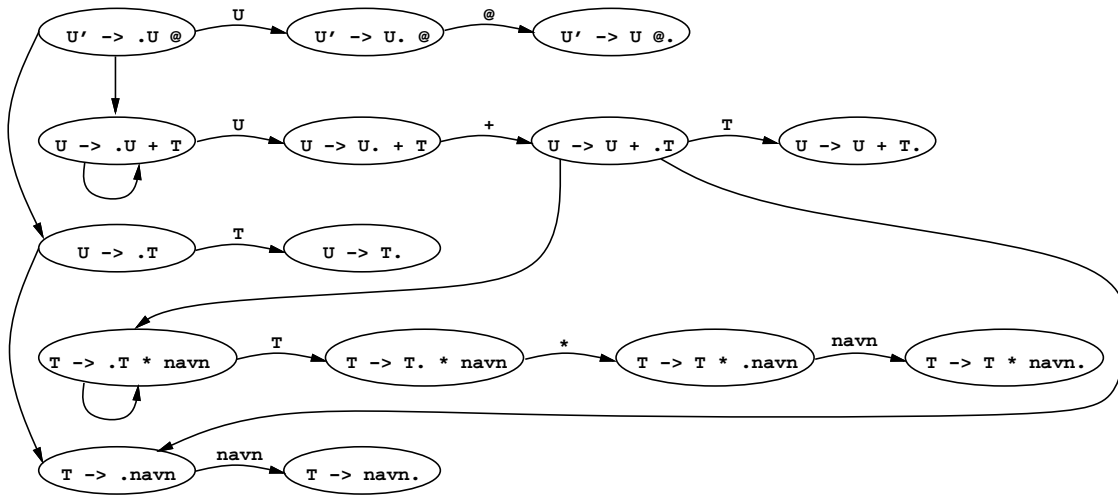 U @
U' -> .U @ U' -> U. @ U' -> U @.
U + T
U -> .U + T U -> U. + T U -> U + .T U -> U + T.
T
U -> .T U -> T.
T * navn
T -> .T * navn T -> T. * navn T -> T * .navn T -> T * navn.
navn
T -> .navn T -> navn.